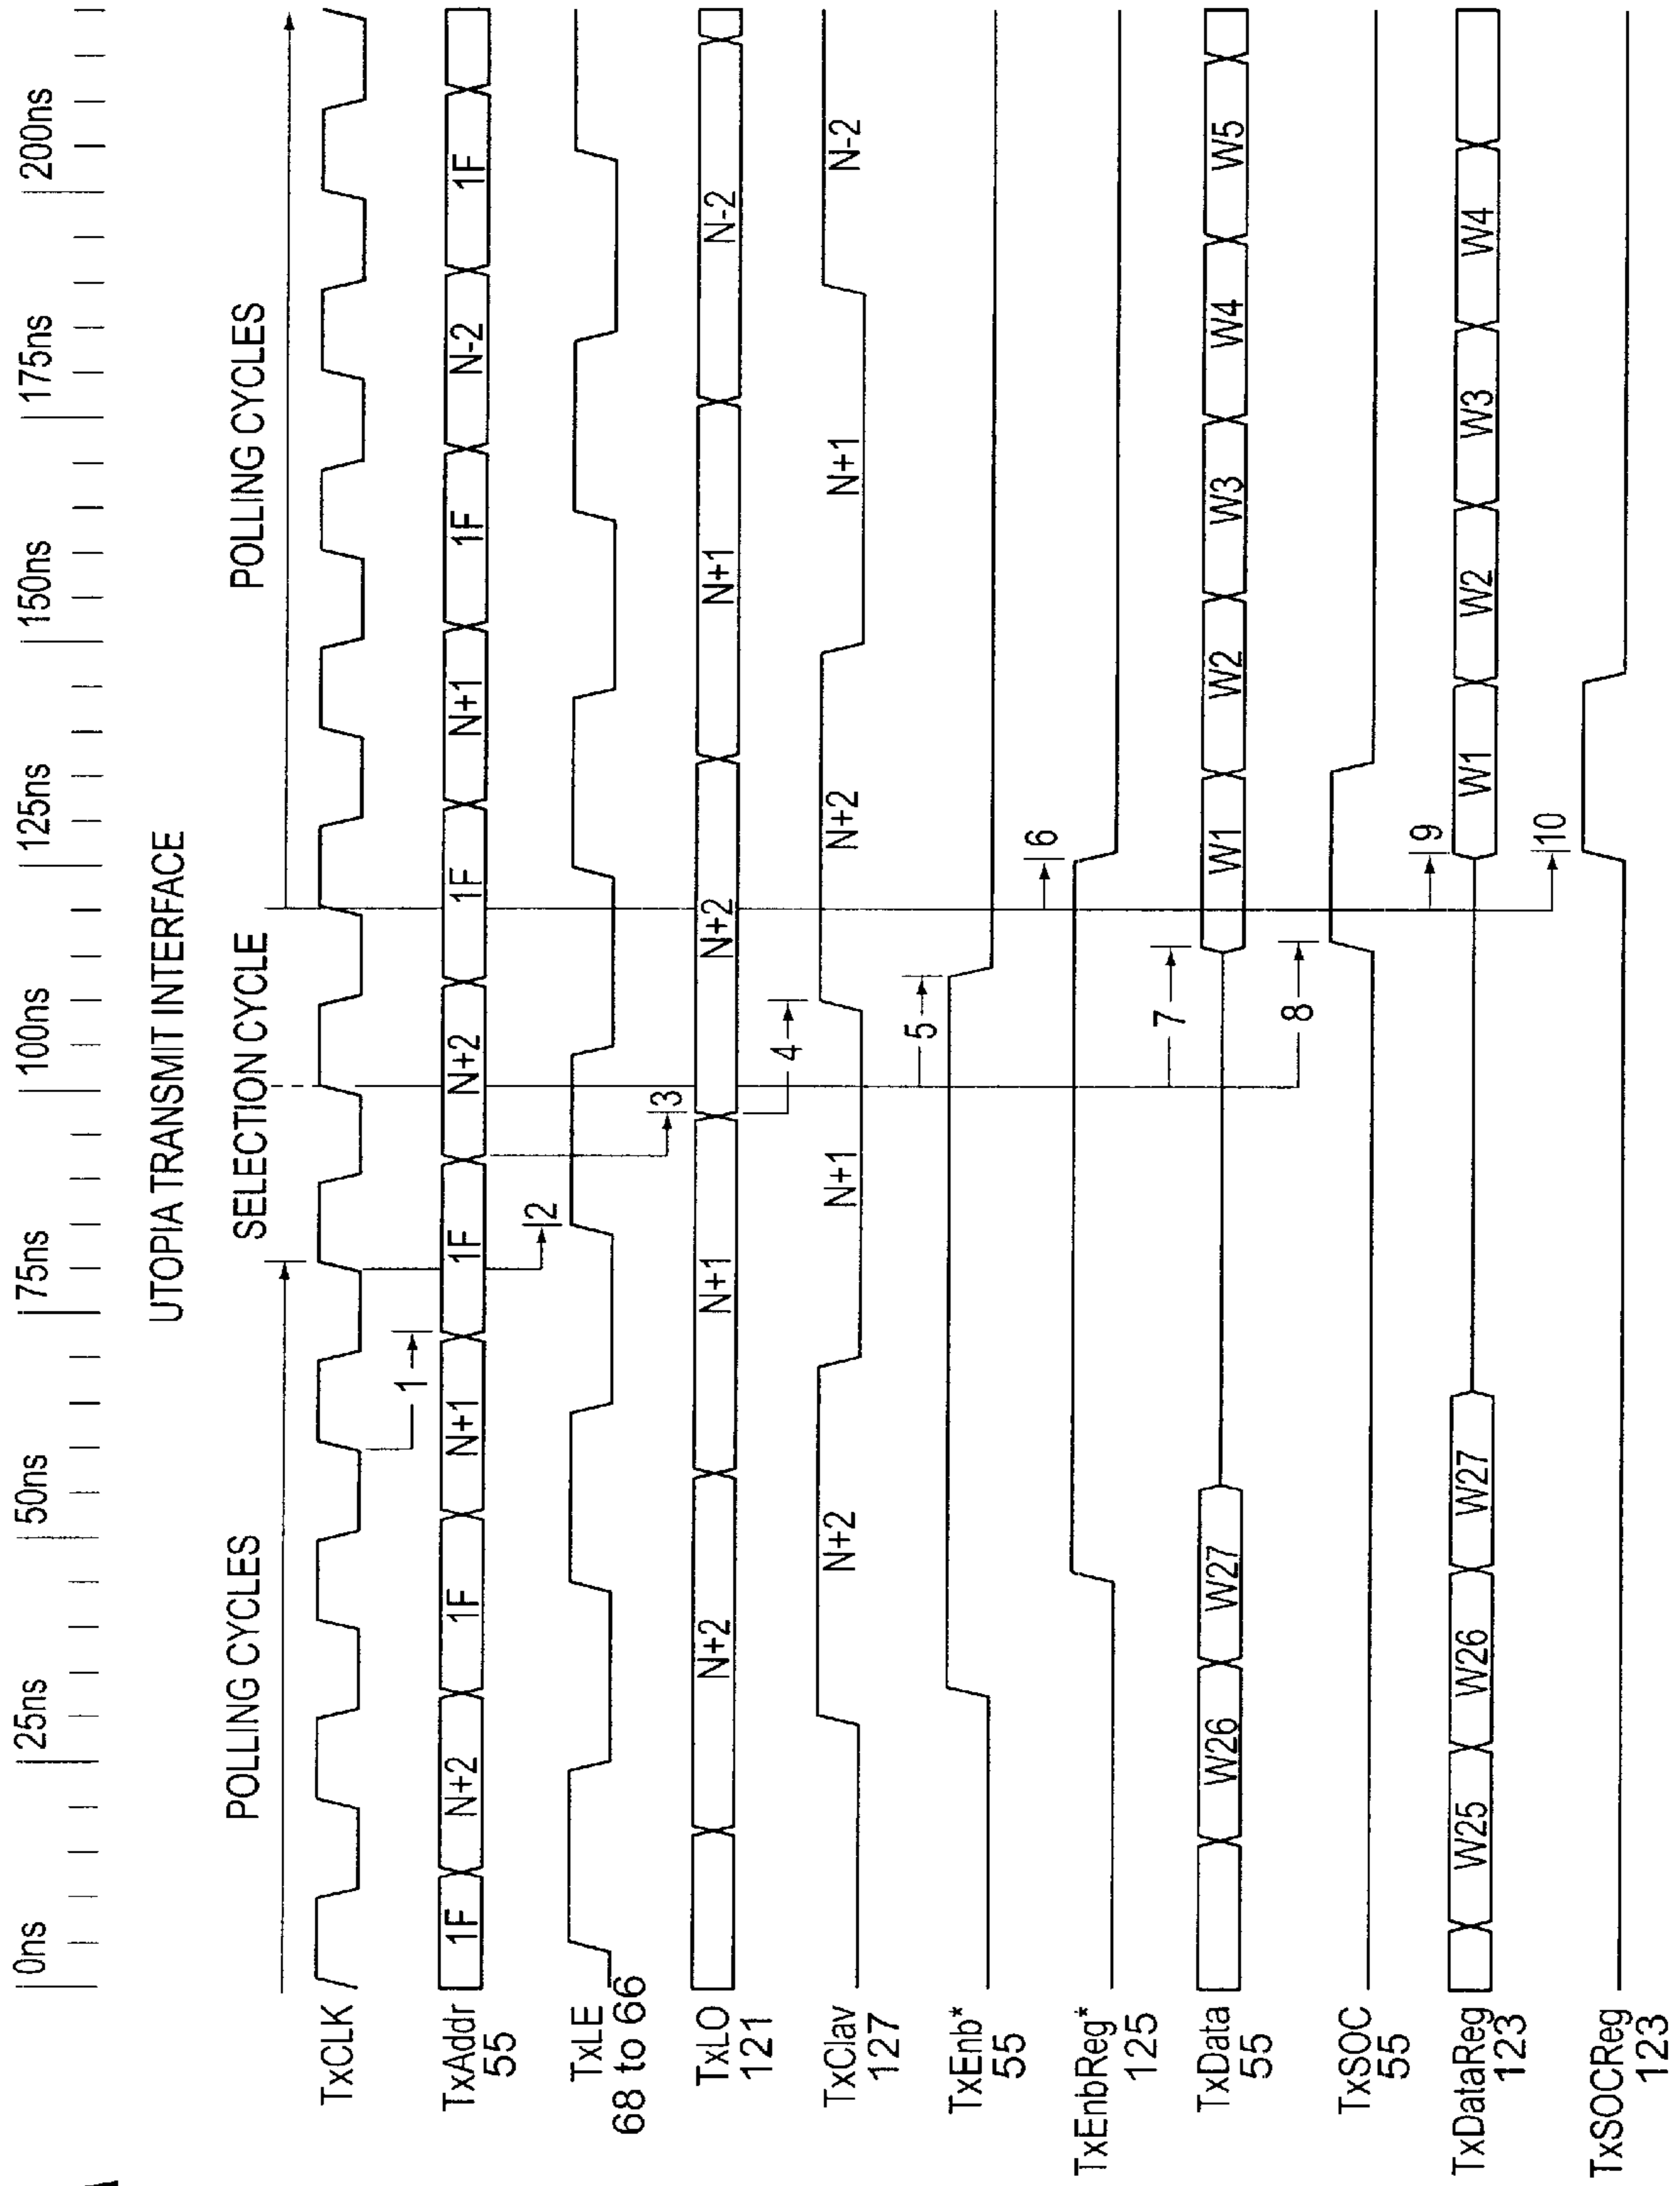 0ns 25ns 50ns 75ns 100ns 125ns 150ns 175ns 200ns
UTOPIA TRANSMIT INTERFACE
POLLING CYCLES SELECTION CYCLE POLLING CYCLES
TxCLK
1
TxAddr 1F N+2 1F N+1 1F N+2 1F N+1 1F N-2 1F
55
2
TxLE
68 to 66
3
TxLO N+2 N+1 N+2 N+1 N-2
121
4
TxClav N+2 N+1 N+2 N+1 N-2
127
5
TxEnb*
55
6
TxEnbReg*
125
7
TxData W26 W27 W1 W2 W3 W4 W5
55
8
TxSOC
55
9
TxDataReg W25 W26 W27 W1 W2 W3 W4
123
10
TxSOCReg
123